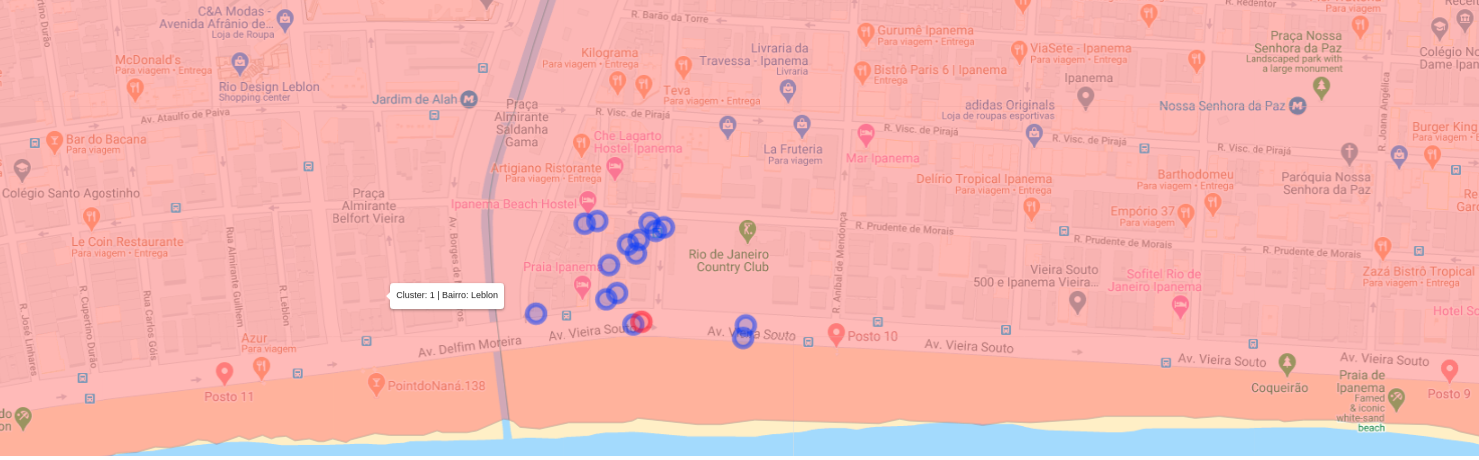 C&A Modas -
Avenida Afrânio de...
Loja de Roupa
McDonald's
Para viagem • Entrega
Rio Design Leblon
Shopping center
Bar do Bacana
Para viagem
Av. Ataulfo de Paiva
Colégio Santo Agostinho
Le Coin Restaurante
Para viagem • Entrega
Jardim de Alah
Praça
Almirante
Belfort Vieira
Praça
Almirante
Saldanha
Gama
R. José Linhares
R. Cupertino Durão
Rua Carlos Góis
Rua Almirante Guilhem
R. Leblon
Av. Borges de
Cluster: 1 | Bairro: Leblon
Azur
Para viagem
Posto 11
PointdoNaná.138
Av. Delfim Moreira
R. Barão da Torre
Kilograma
Para viagem • Entrega
Teva
Para viagem • Entrega
Livraria da
Travessa - Ipanema
Livraria
R. Visc. de Pirajá
Che Lagarto
Hostel Ipanema
Artigiano Ristorante
Para viagem • Entrega
Ipanema Beach Hostel
Praia Ipanema
La Fruteria
Para viagem
Rio de Janeiro
Country Club
Av. Vieira Souto
Av. Vieira Souto
Posto 10
R. Aníbal de Mendonça
Gurumê Ipanema
Para viagem • Entrega
Bistrô Paris 6 | Ipanema
Entrega
Mar Ipanema
R. Visc. de Pirajá
ViaSete - Ipanema
Para viagem • Entrega
Ipanema
adidas Originals
Loja de roupas esportivas
R. Visc. de Pirajá
Delírio Tropical Ipanema
Para viagem • Entrega
R. Prudente de Morais
R. Prudente de Morais
R. Prudente de Morais
Vieira Souto
500 e Ipanema Vieira...
Av. Vieira Souto
R. Redentor
Para viagem • Entrega
Praça Nossa
Senhora da Paz
Landscaped park with
a large monument
Nossa Senhora da Paz
R. Visc. de Pirajá
Joana Angélica
Colégio No
Dame Ipan
Burger King
Para viagem
Barthodomeu
Para viagem • Entrega
Paróquia Nossa
Senhora da Paz
Empório 37
Para viagem • Entrega
Sofitel Rio de
Janeiro Ipanema
Zazá Bistrô Tropical
Para viagem • Entrega
Hotel So
Av. Vieira Souto
Av. Vieira Souto
Coqueirão
Praia de
Ipanema
Famed
& iconic
white-sand
beach
Posto 9